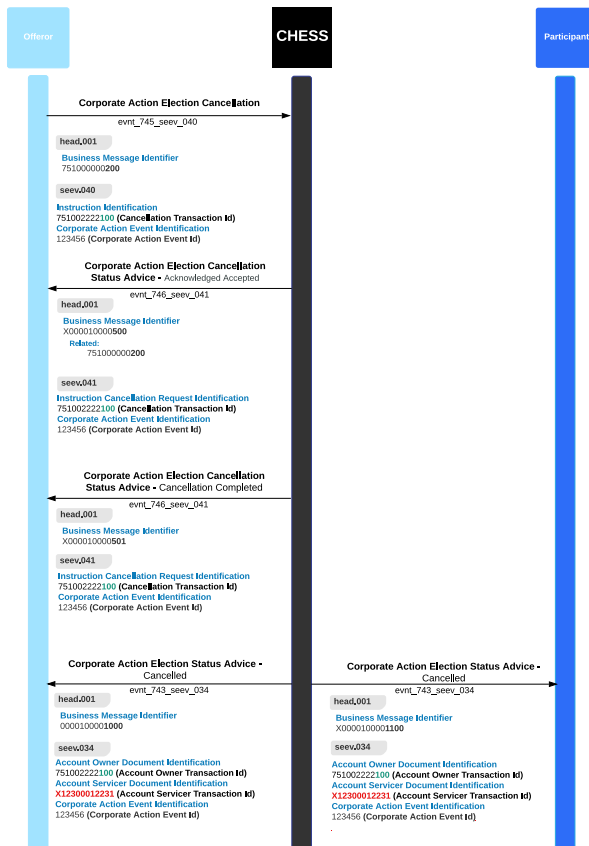 Offeror
CHESS
Participant
Corporate Action Election Cancellation
evnt_745_seev_040
head.001
Business Message Identifier
751000000200
seev.040
Instruction Identification
751002222100 (Cancellation Transaction Id)
Corporate Action Event Identification
123456 (Corporate Action Event Id)
Corporate Action Election Cancellation
Status Advice - Acknowledged Accepted
evnt_746_seev_041
head.001
Business Message Identifier
X000010000500
Related:
751000000200
seev.041
Instruction Cancellation Request Identification
751002222100 (Cancellation Transaction Id)
Corporate Action Event Identification
123456 (Corporate Action Event Id)
Corporate Action Election Cancellation
Status Advice - Cancellation Completed
evnt_746_seev_041
head.001
Business Message Identifier
X000010000501
seev.041
Instruction Cancellation Request Identification
751002222100 (Cancellation Transaction Id)
Corporate Action Event Identification
123456 (Corporate Action Event Id)
Corporate Action Election Status Advice -
Cancelled
evnt_743_seev_034
head.001
Business Message Identifier
0000100001000
seev.034
Account Owner Document Identification
751002222100 (Account Owner Transaction Id)
Account Servicer Document Identification
X12300012231 (Account Servicer Transaction Id)
Corporate Action Event Identification
123456 (Corporate Action Event Id)
Corporate Action Election Status Advice -
Cancelled
evnt_743_seev_034
head.001
Business Message Identifier
X0000100001100
seev.034
Account Owner Document Identification
751002222100 (Account Owner Transaction Id)
Account Servicer Document Identification
X12300012231 (Account Servicer Transaction Id)
Corporate Action Event Identification
123456 (Corporate Action Event Id)
.